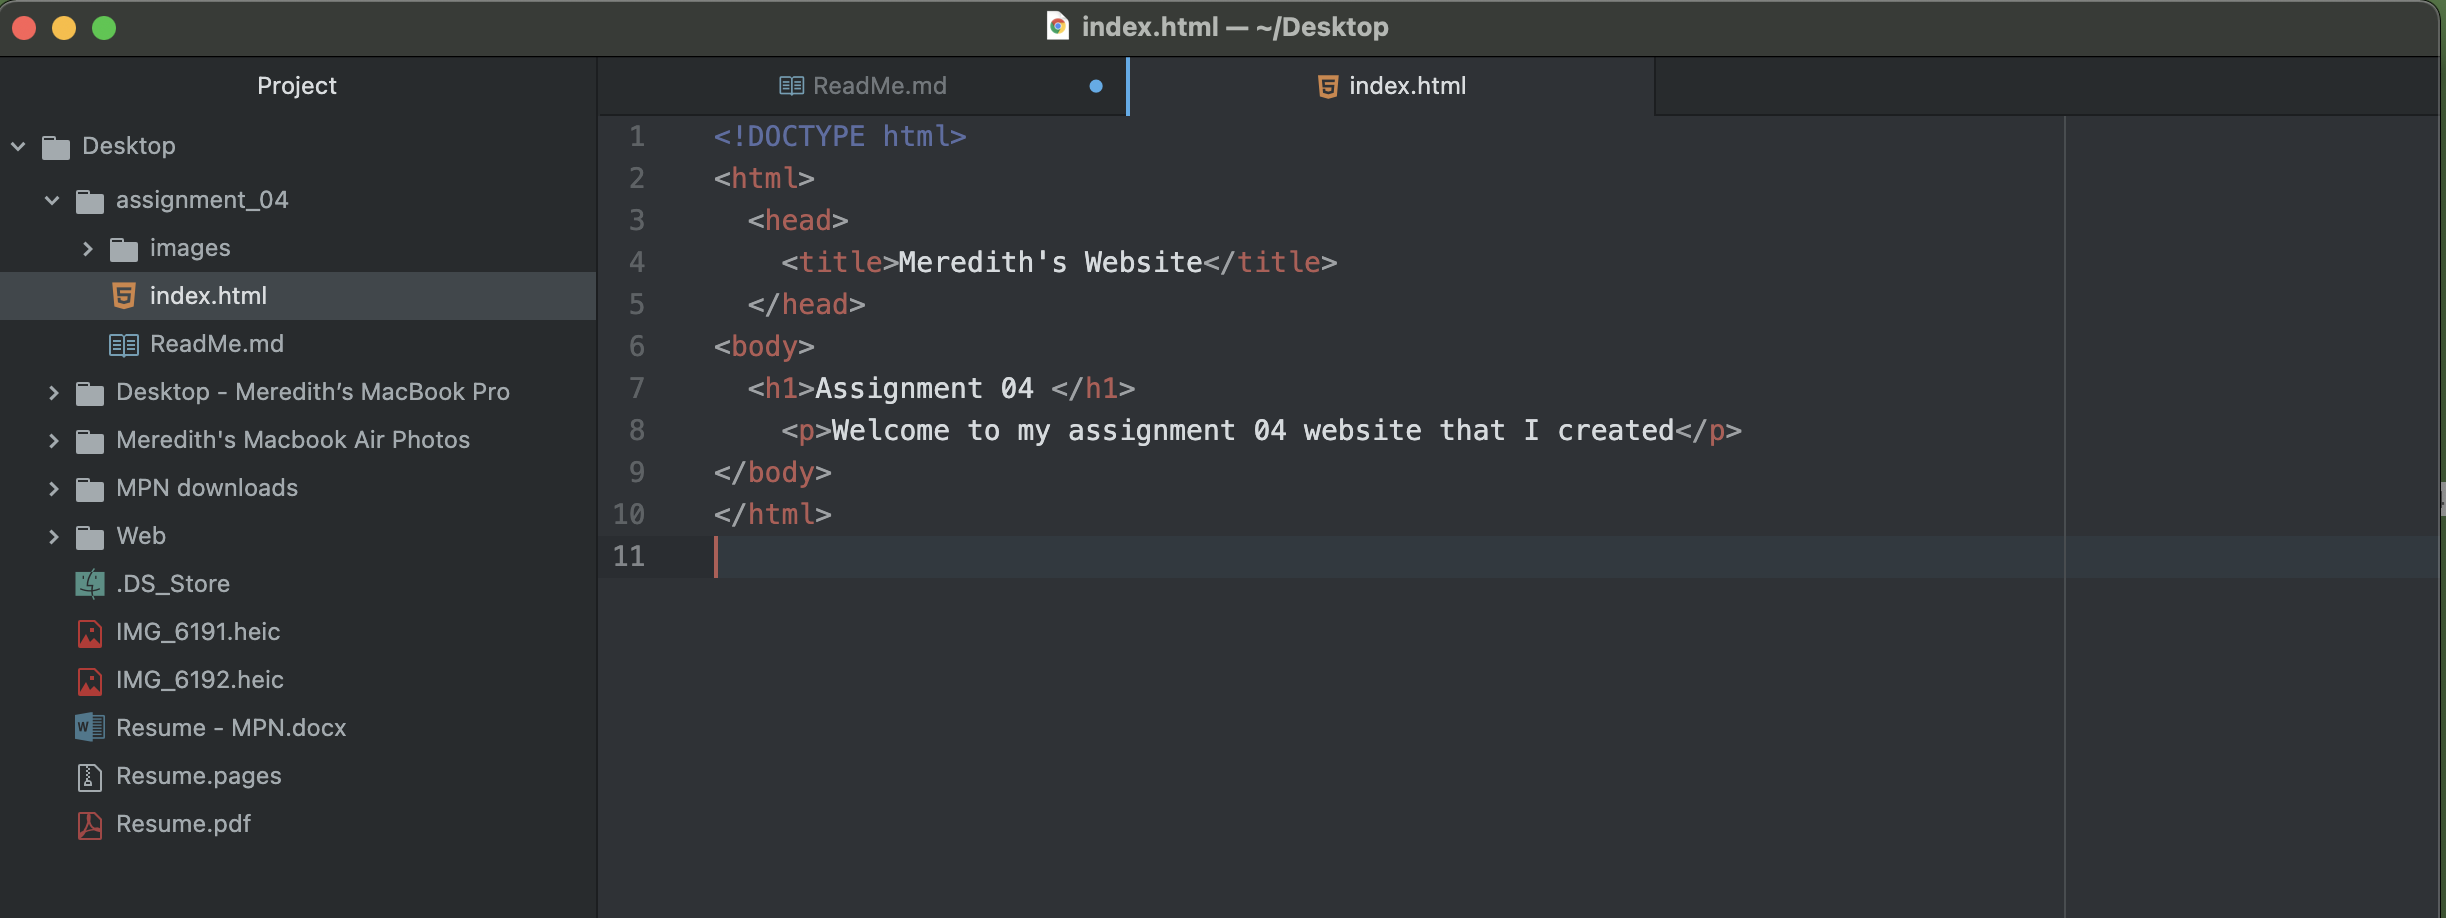 index.html — ~/Desktop
Project
ReadMe.md
index.html
Desktop
assignment_04
images
index.html
ReadMe.md
Desktop - Meredith’s MacBook Pro
Meredith's Macbook Air Photos
MPN downloads
Web
.DS_Store
IMG_6191.heic
IMG_6192.heic
Resume - MPN.docx
Resume.pages
Resume.pdf
1 <!DOCTYPE html>
2 <html>
3   <head>
4     <title>Meredith's Website</title>
5   </head>
6 <body>
7   <h1>Assignment 04 </h1>
8     <p>Welcome to my assignment 04 website that I created</p>
9 </body>
10 </html>
11